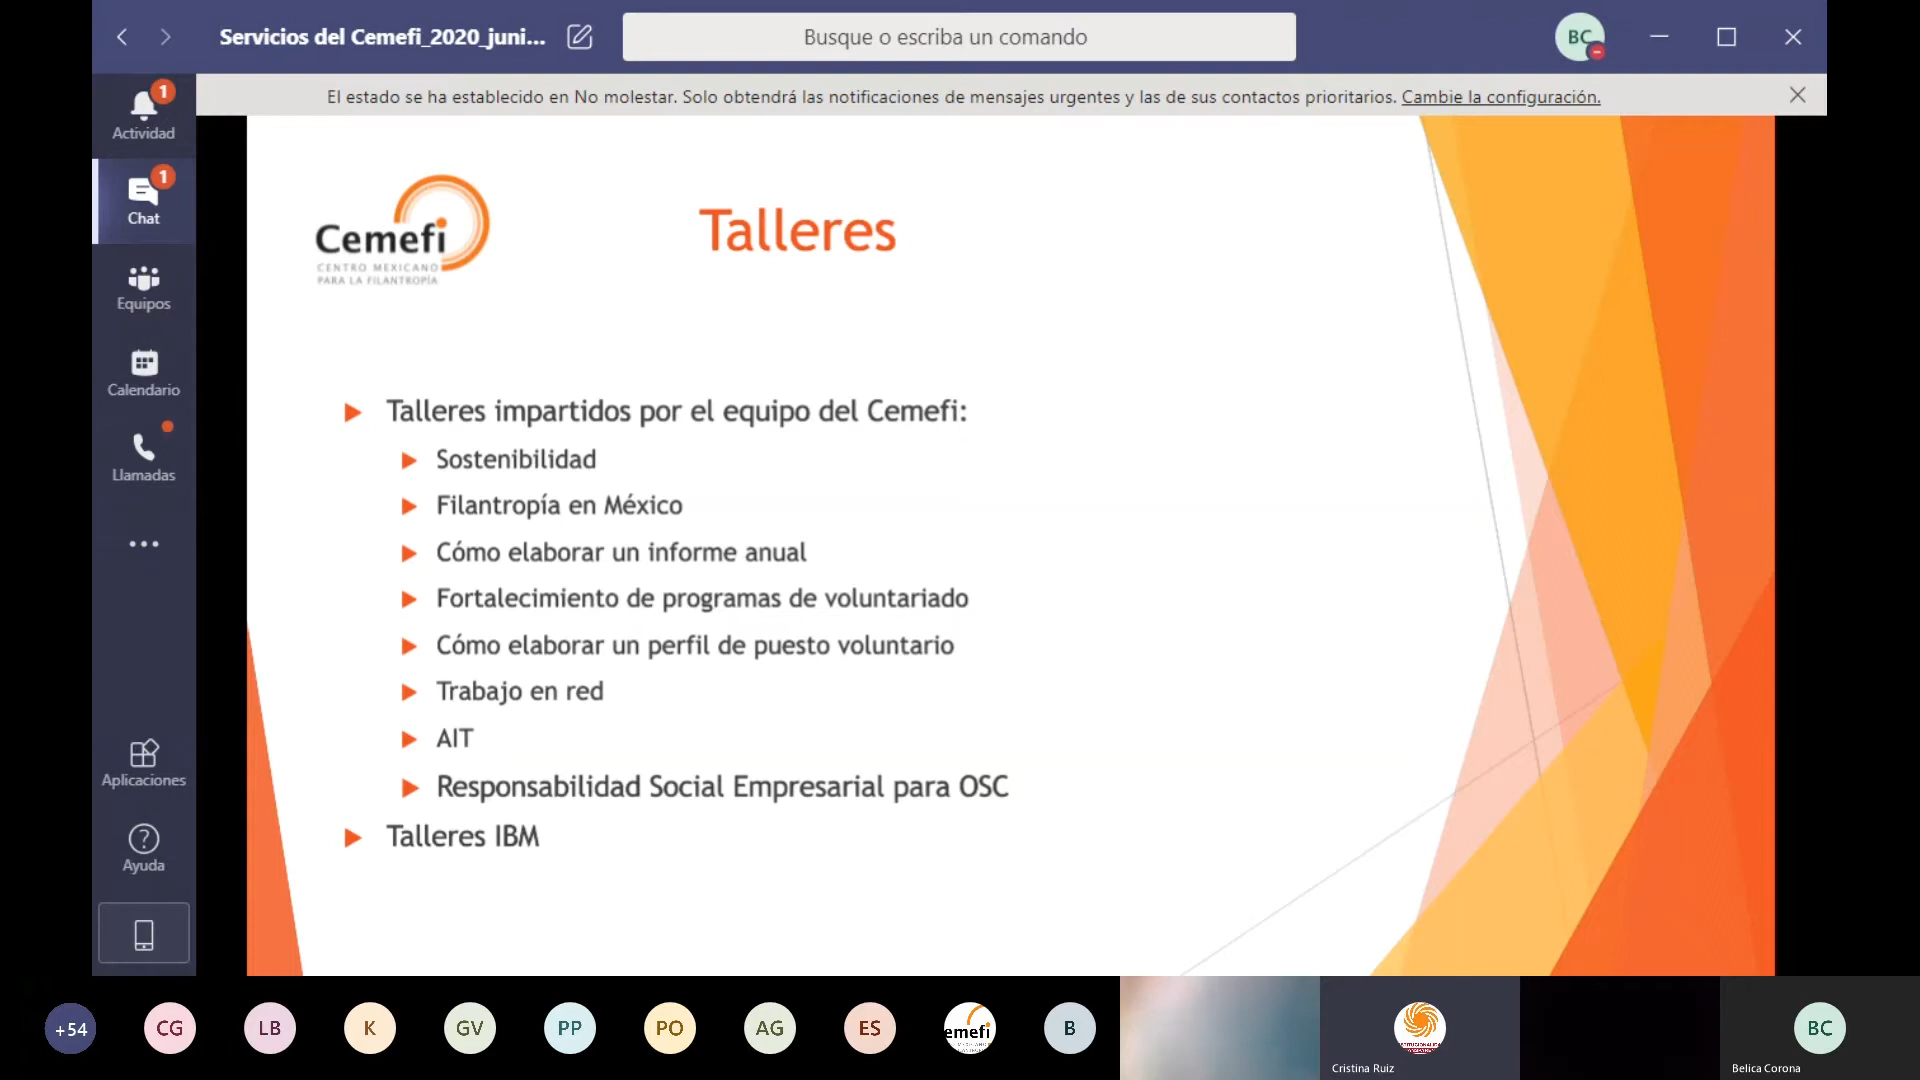 Servicios del Cemefi_2020_juni...
Busque o escriba un comando
BC
El estado se ha establecido en No molestar. Solo obtendrá las notificaciones de mensajes urgentes y las de sus contactos prioritarios. Cambie la configuración.
1
Actividad
1
Chat
Equipos
Calendario
Llamadas
Aplicaciones
Ayuda
Cemefi
CENTRO MEXICANO
PARA LA FILANTROPÍA
Talleres
Talleres impartidos por el equipo del Cemefi:
Sostenibilidad
Filantropía en México
Cómo elaborar un informe anual
Fortalecimiento de programas de voluntariado
Cómo elaborar un perfil de puesto voluntario
Trabajo en red
AIT
Responsabilidad Social Empresarial para OSC
Talleres IBM
+54
CG
LB
K
GV
PP
PO
AG
ES
emefi
B
Cristina Ruiz
BC
Belica Corona